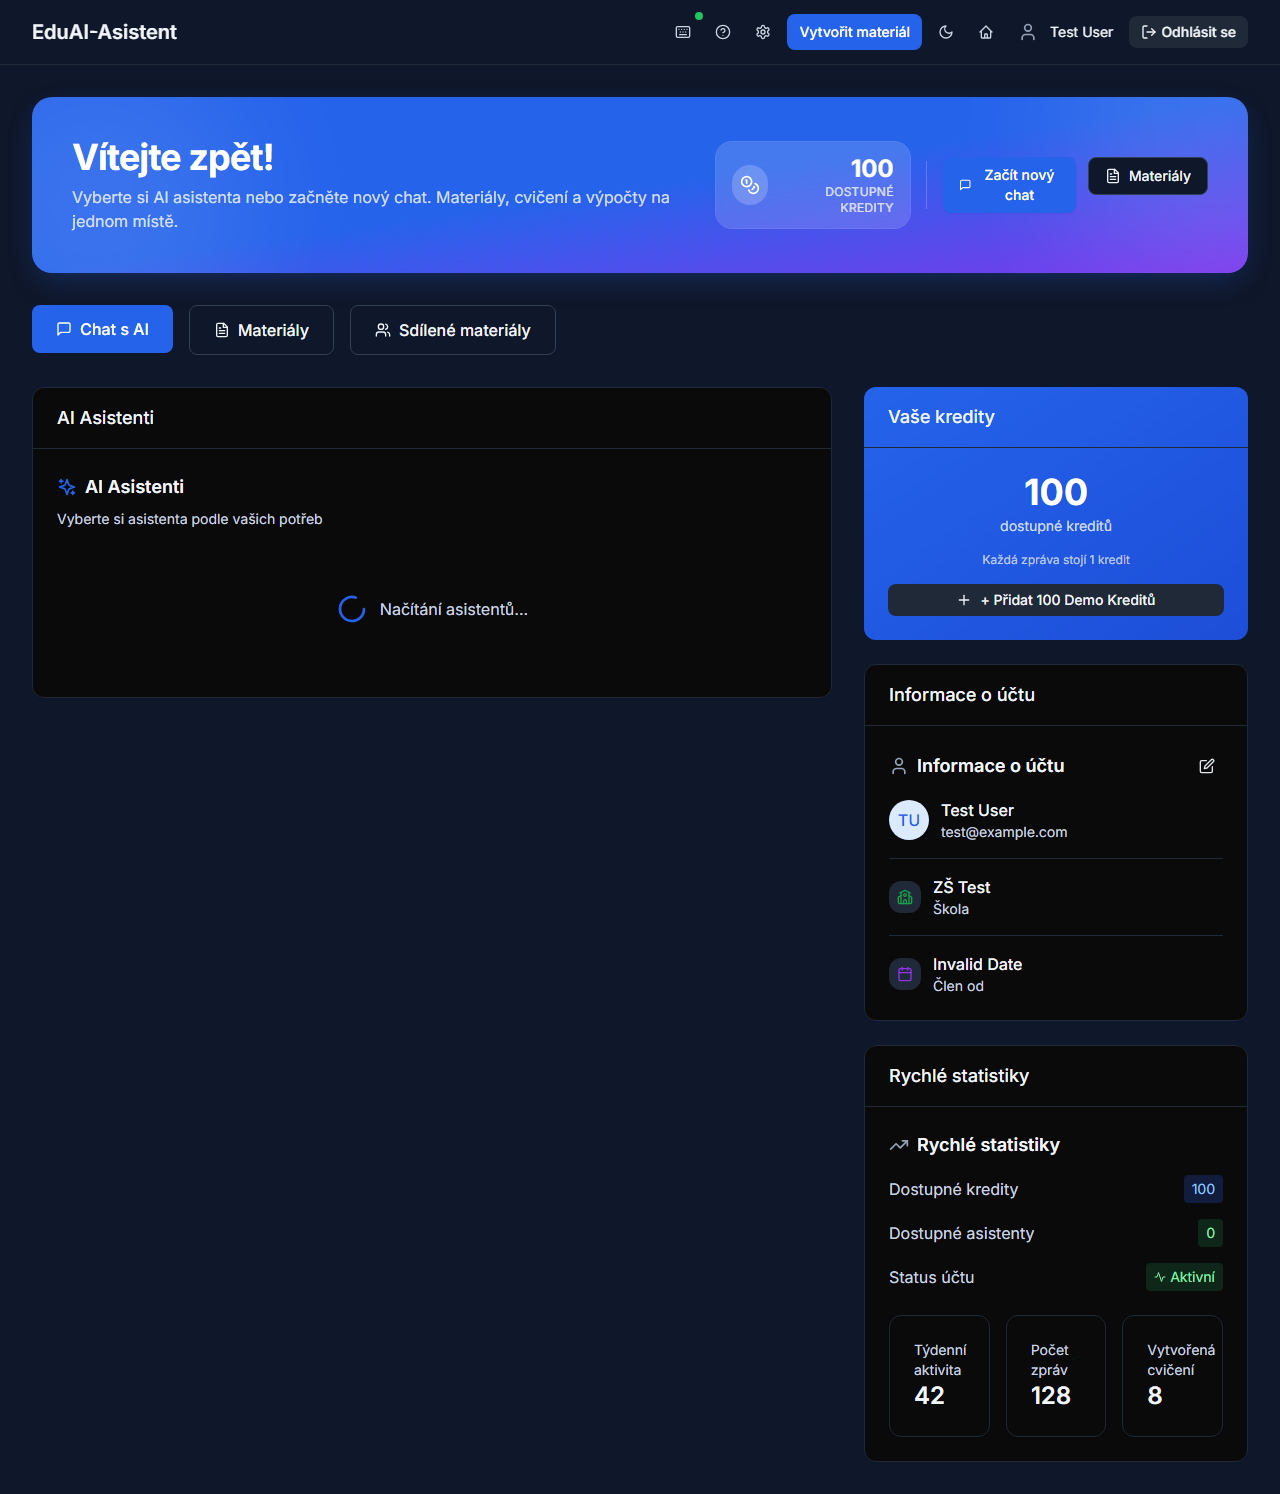 EduAI-Asistent
Vytvořit materiál
Test User
Odhlásit se
Vítejte zpět!
Vyberte si AI asistenta nebo začněte nový chat. Materiály, cvičení a výpočty na
jednom místě.
100
DOSTUPNÉ
KREDITY
Začít nový
chat
Materiály
Chat s AI
Materiály
Sdílené materiály
AI Asistenti
AI Asistenti
Vyberte si asistenta podle vašich potřeb
Načítání asistentů...
Vaše kredity
100
dostupné kreditů
Každá zpráva stojí 1 kredit
+ Přidat 100 Demo Kreditů
Informace o účtu
Informace o účtu
TU
Test User
test@example.com
ZŠ Test
Škola
Invalid Date
Člen od
Rychlé statistiky
Rychlé statistiky
Dostupné kredity
100
Dostupné asistenty
0
Status účtu
Aktivní
Týdenní
aktivita
42
Počet
zpráv
128
Vytvořená
cvičení
8